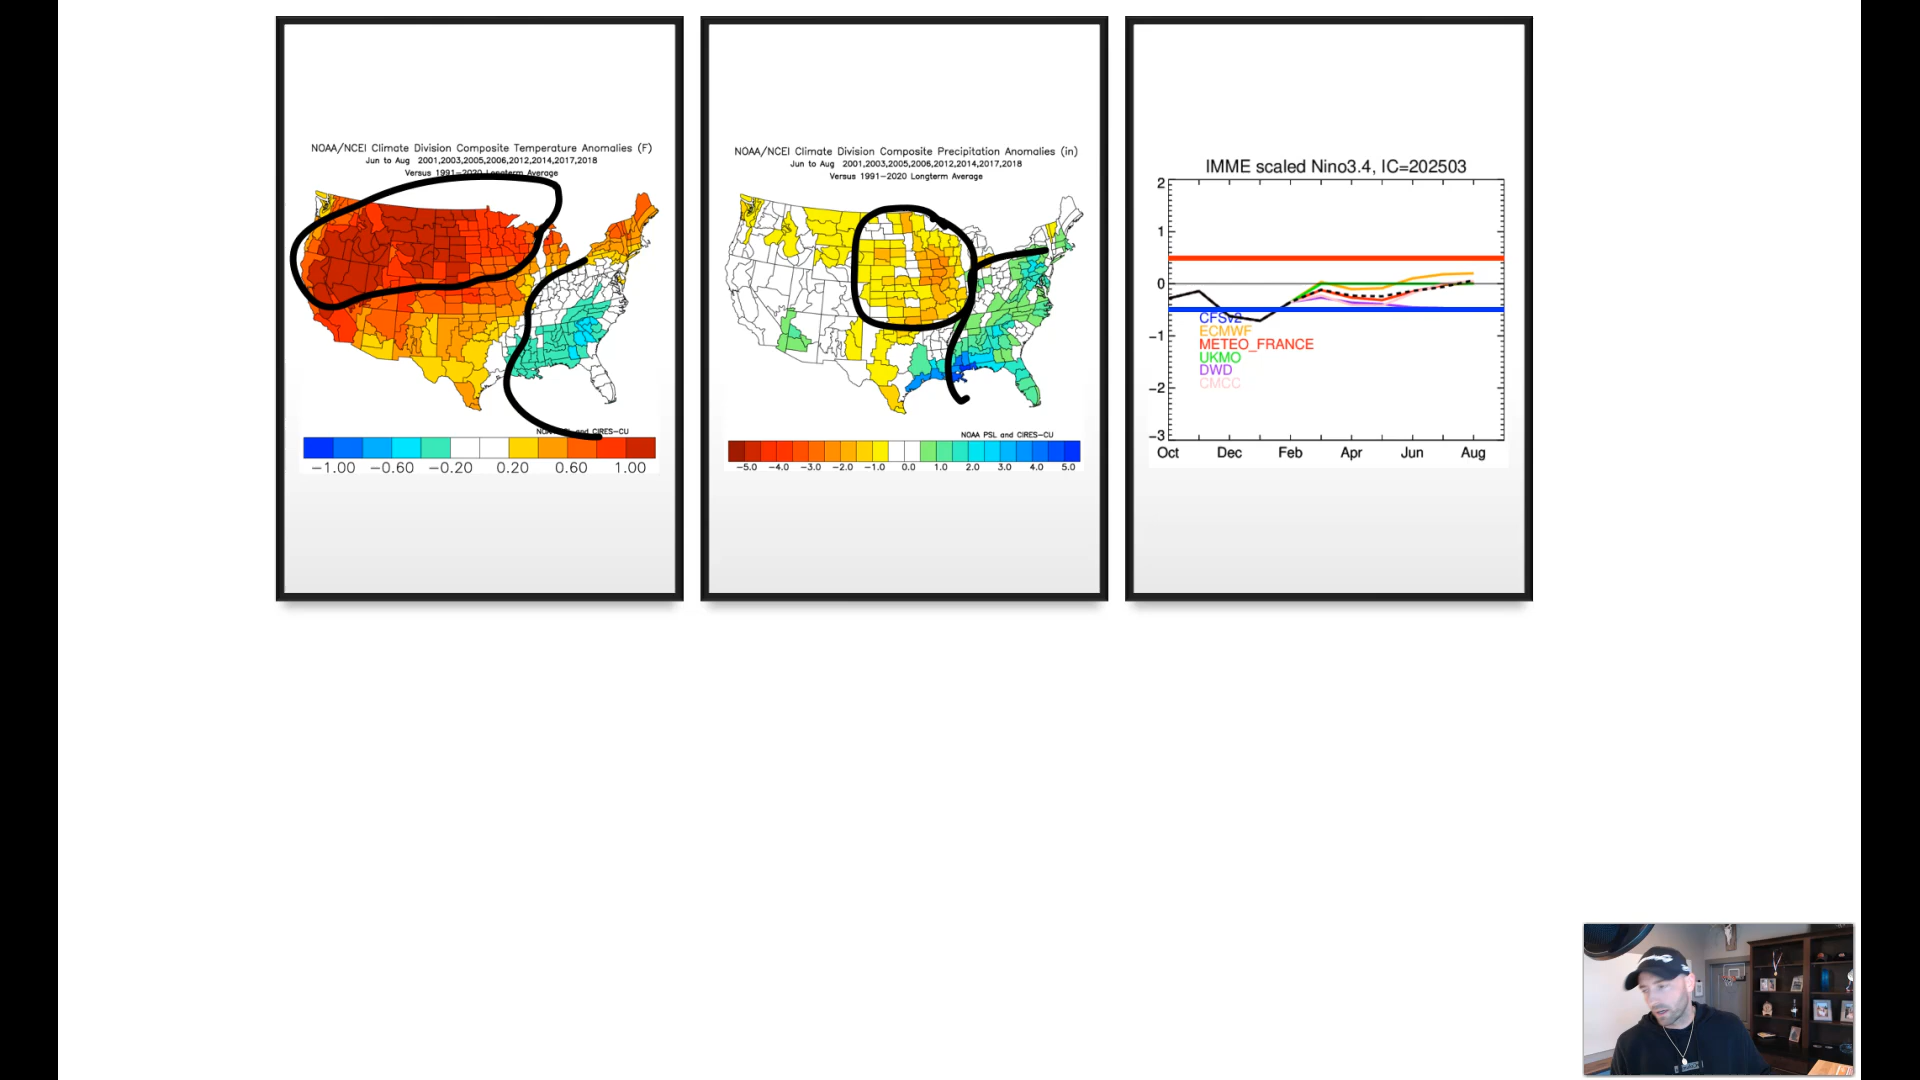 NOAA/NCEI Climate Division Composite Temperature Anomalies (F)
Jun to Aug 2001,2003,2005,2006,2012,2014,2017,2018
Versus 1991-2020 Longterm Average
and CIRES-CU
-1.00 -0.60 -0.20 0.20 0.60 1.00
NOAA/NCEI Climate Division Composite Precipitation Anomalies (in)
Jun to Aug 2001,2003,2005,2006,2012,2014,2017,2018
Versus 1991-2020 Longterm Average
NOAA PSL and CIRES-CU
-5.0 -4.0 -3.0 -2.0 -1.0 0.0 1.0 2.0 3.0 4.0 5.0
IMME scaled Nino3.4, IC=202503
2
1
0
-1
-2
-3
CFSv2
ECMWF
METEO_FRANCE
UKMO
DWD
CMCC
Oct Dec Feb Apr Jun Aug